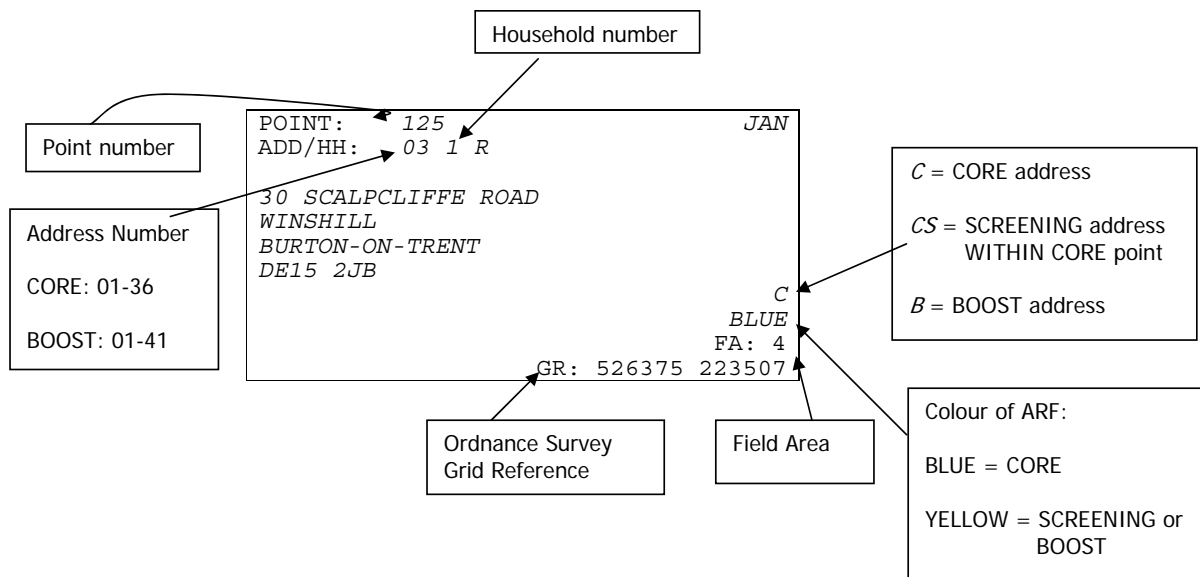 Household number
Point number
POINT: 125 JAN
ADD/HH: 03 1 R
30 SCALPCLIFFE ROAD
WINSHILL
BURTON-ON-TRENT
DE15 2JB
C
BLUE
FA: 4
GR: 526375 223507
Address Number
CORE: 01-36
BOOST: 01-41
C = CORE address
CS = SCREENING address
WITHIN CORE point
B = BOOST address
Ordnance Survey
Grid Reference
Field Area
Colour of ARF:
BLUE = CORE
YELLOW = SCREENING or
BOOST